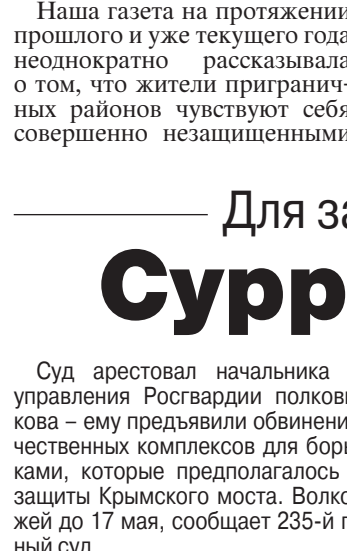 Наша газета на протяжении
прошлого и уже текущего года
неоднократно рассказывала
о том, что жители пригранич-
ных районов чувствуют себя
совершенно незащищенными
Для за
Сурр
Суд арестовал начальника
управления Росгвардии полкови
кова – ему предъявили обвинени
чественных комплексов для борь
ками, которые предполагалось
защиты Крымского моста. Волко
жей до 17 мая, сообщает 235-й г
ный суд